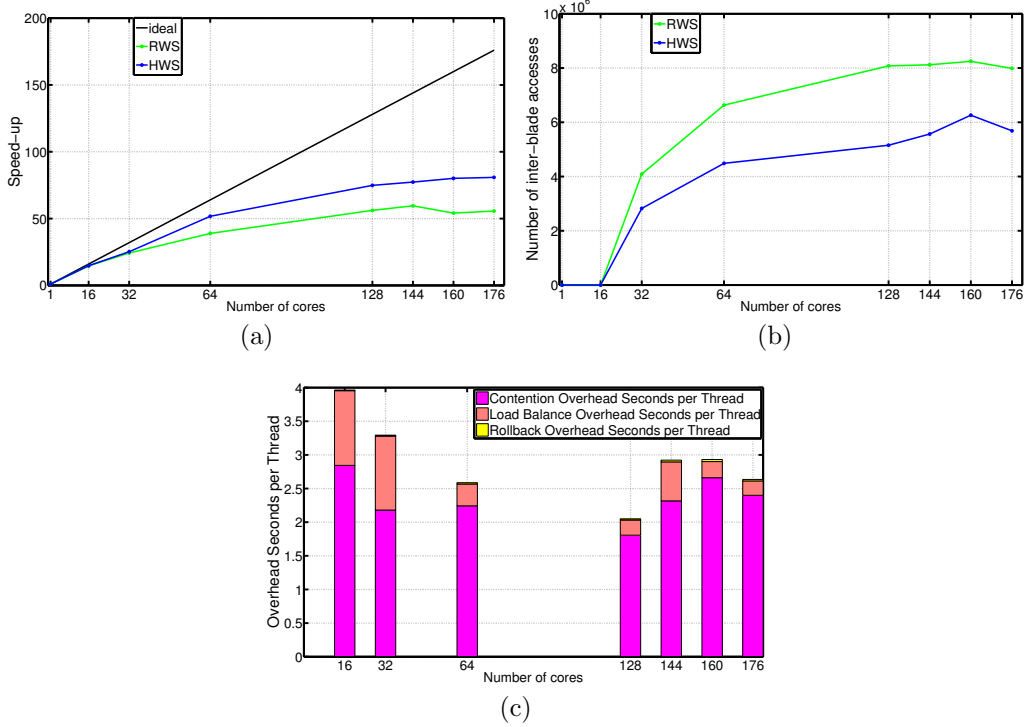 200
150
100
50
0
Speed-up
ideal
RWS
HWS
1 16 32 64 128 144 160 176
Number of cores
(a)
10 × 10⁶
8
6
4
2
0
Number of inter-blade accesses
RWS
HWS
1 16 32 64 128 144 160 176
Number of cores
(b)
4
3.5
3
2.5
2
1.5
1
0.5
0
Overhead Seconds per Thread
Contention Overhead Seconds per Thread
Load Balance Overhead Seconds per Thread
Rollback Overhead Seconds per Thread
16 32 64 128 144 160 176
Number of cores
(c)